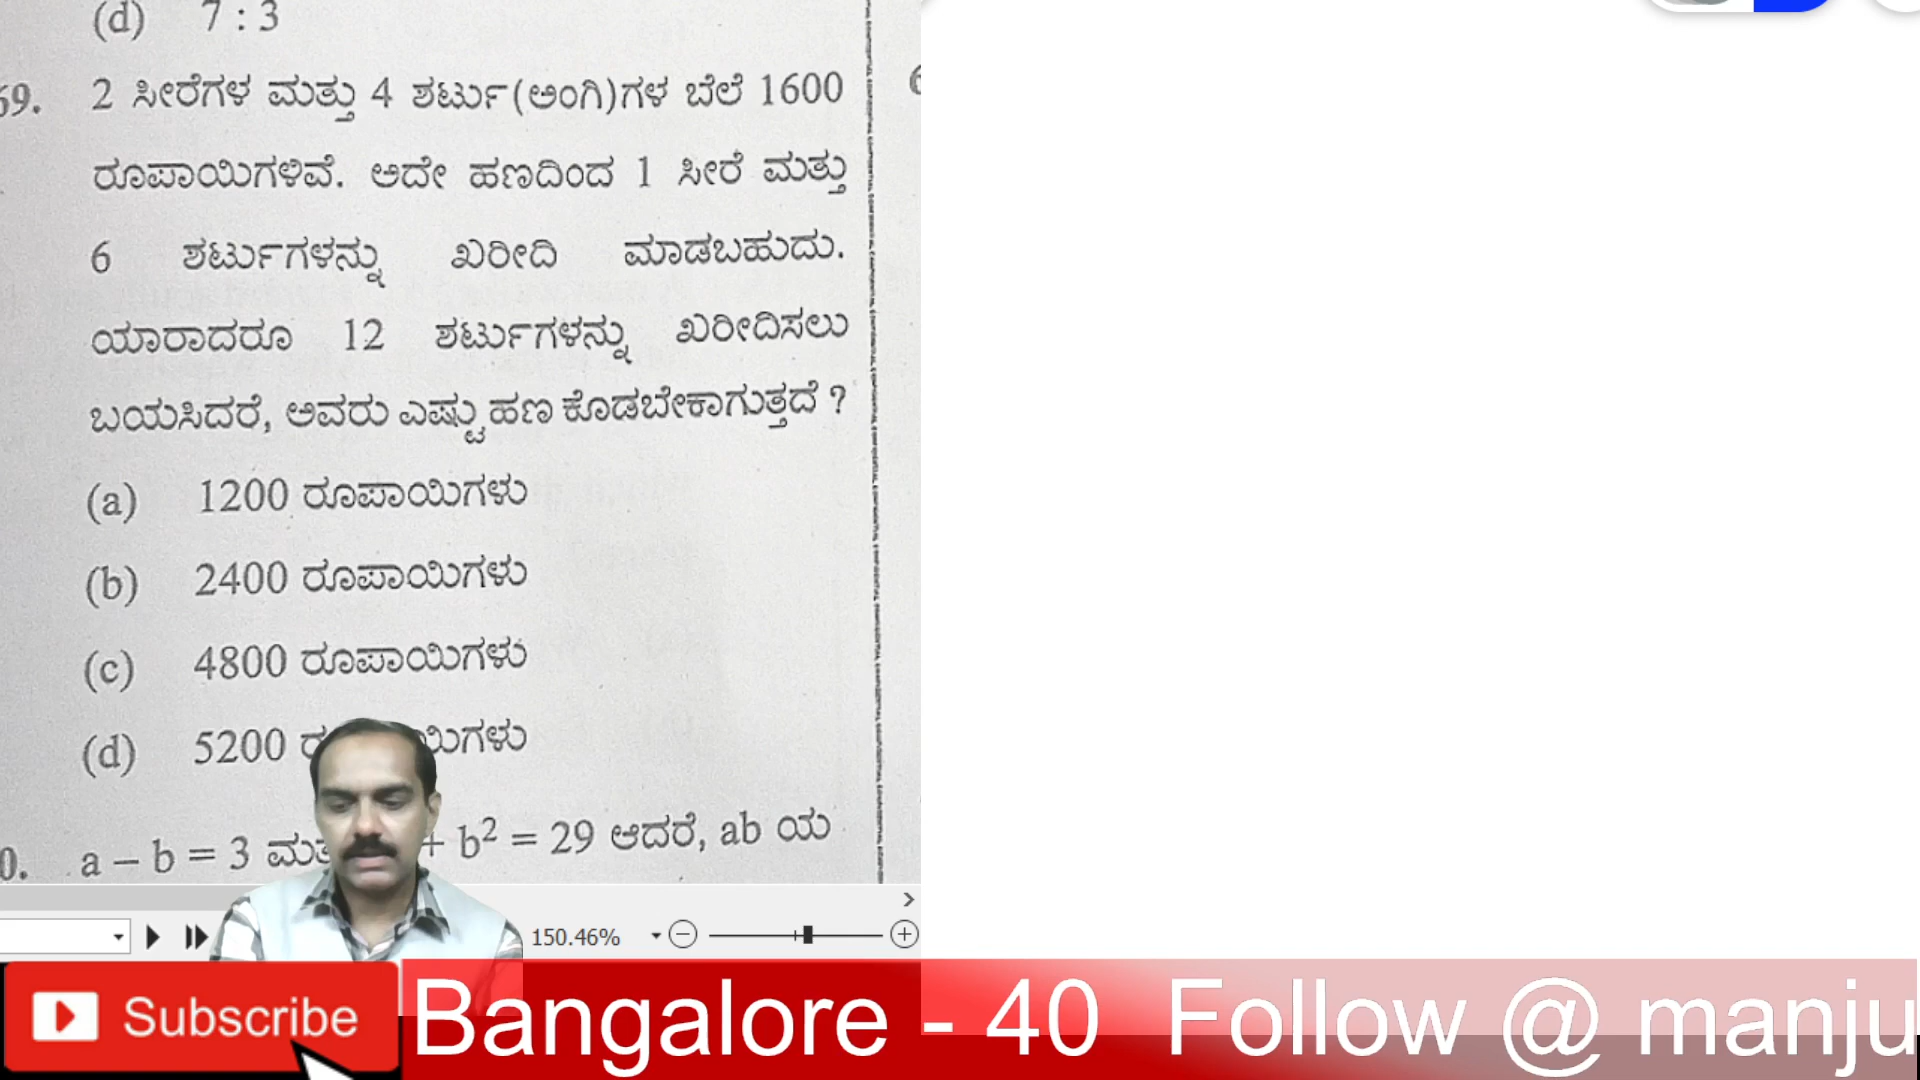 (d) 7 : 3
69. 2 ಸೀರೆಗಳ ಮತ್ತು 4 ಶರ್ಟು(ಅಂಗಿ)ಗಳ ಬೆಲೆ 1600
ರೂಪಾಯಿಗಳಿವೆ. ಅದೇ ಹಣದಿಂದ 1 ಸೀರೆ ಮತ್ತು
6 ಶರ್ಟುಗಳನ್ನು ಖರೀದಿ ಮಾಡಬಹುದು.
ಯಾರಾದರೂ 12 ಶರ್ಟುಗಳನ್ನು ಖರೀದಿಸಲು
ಬಯಸಿದರೆ, ಅವರು ಎಷ್ಟು ಹಣ ಕೊಡಬೇಕಾಗುತ್ತದೆ ?
(a) 1200 ರೂಪಾಯಿಗಳು
(b) 2400 ರೂಪಾಯಿಗಳು
(c) 4800 ರೂಪಾಯಿಗಳು
(d) 5200
0. a – b = 3 + b² = 29 ಆದರೆ, ab ಯ
150.46%
Subscribe
Bangalore - 40 Follow @ manju